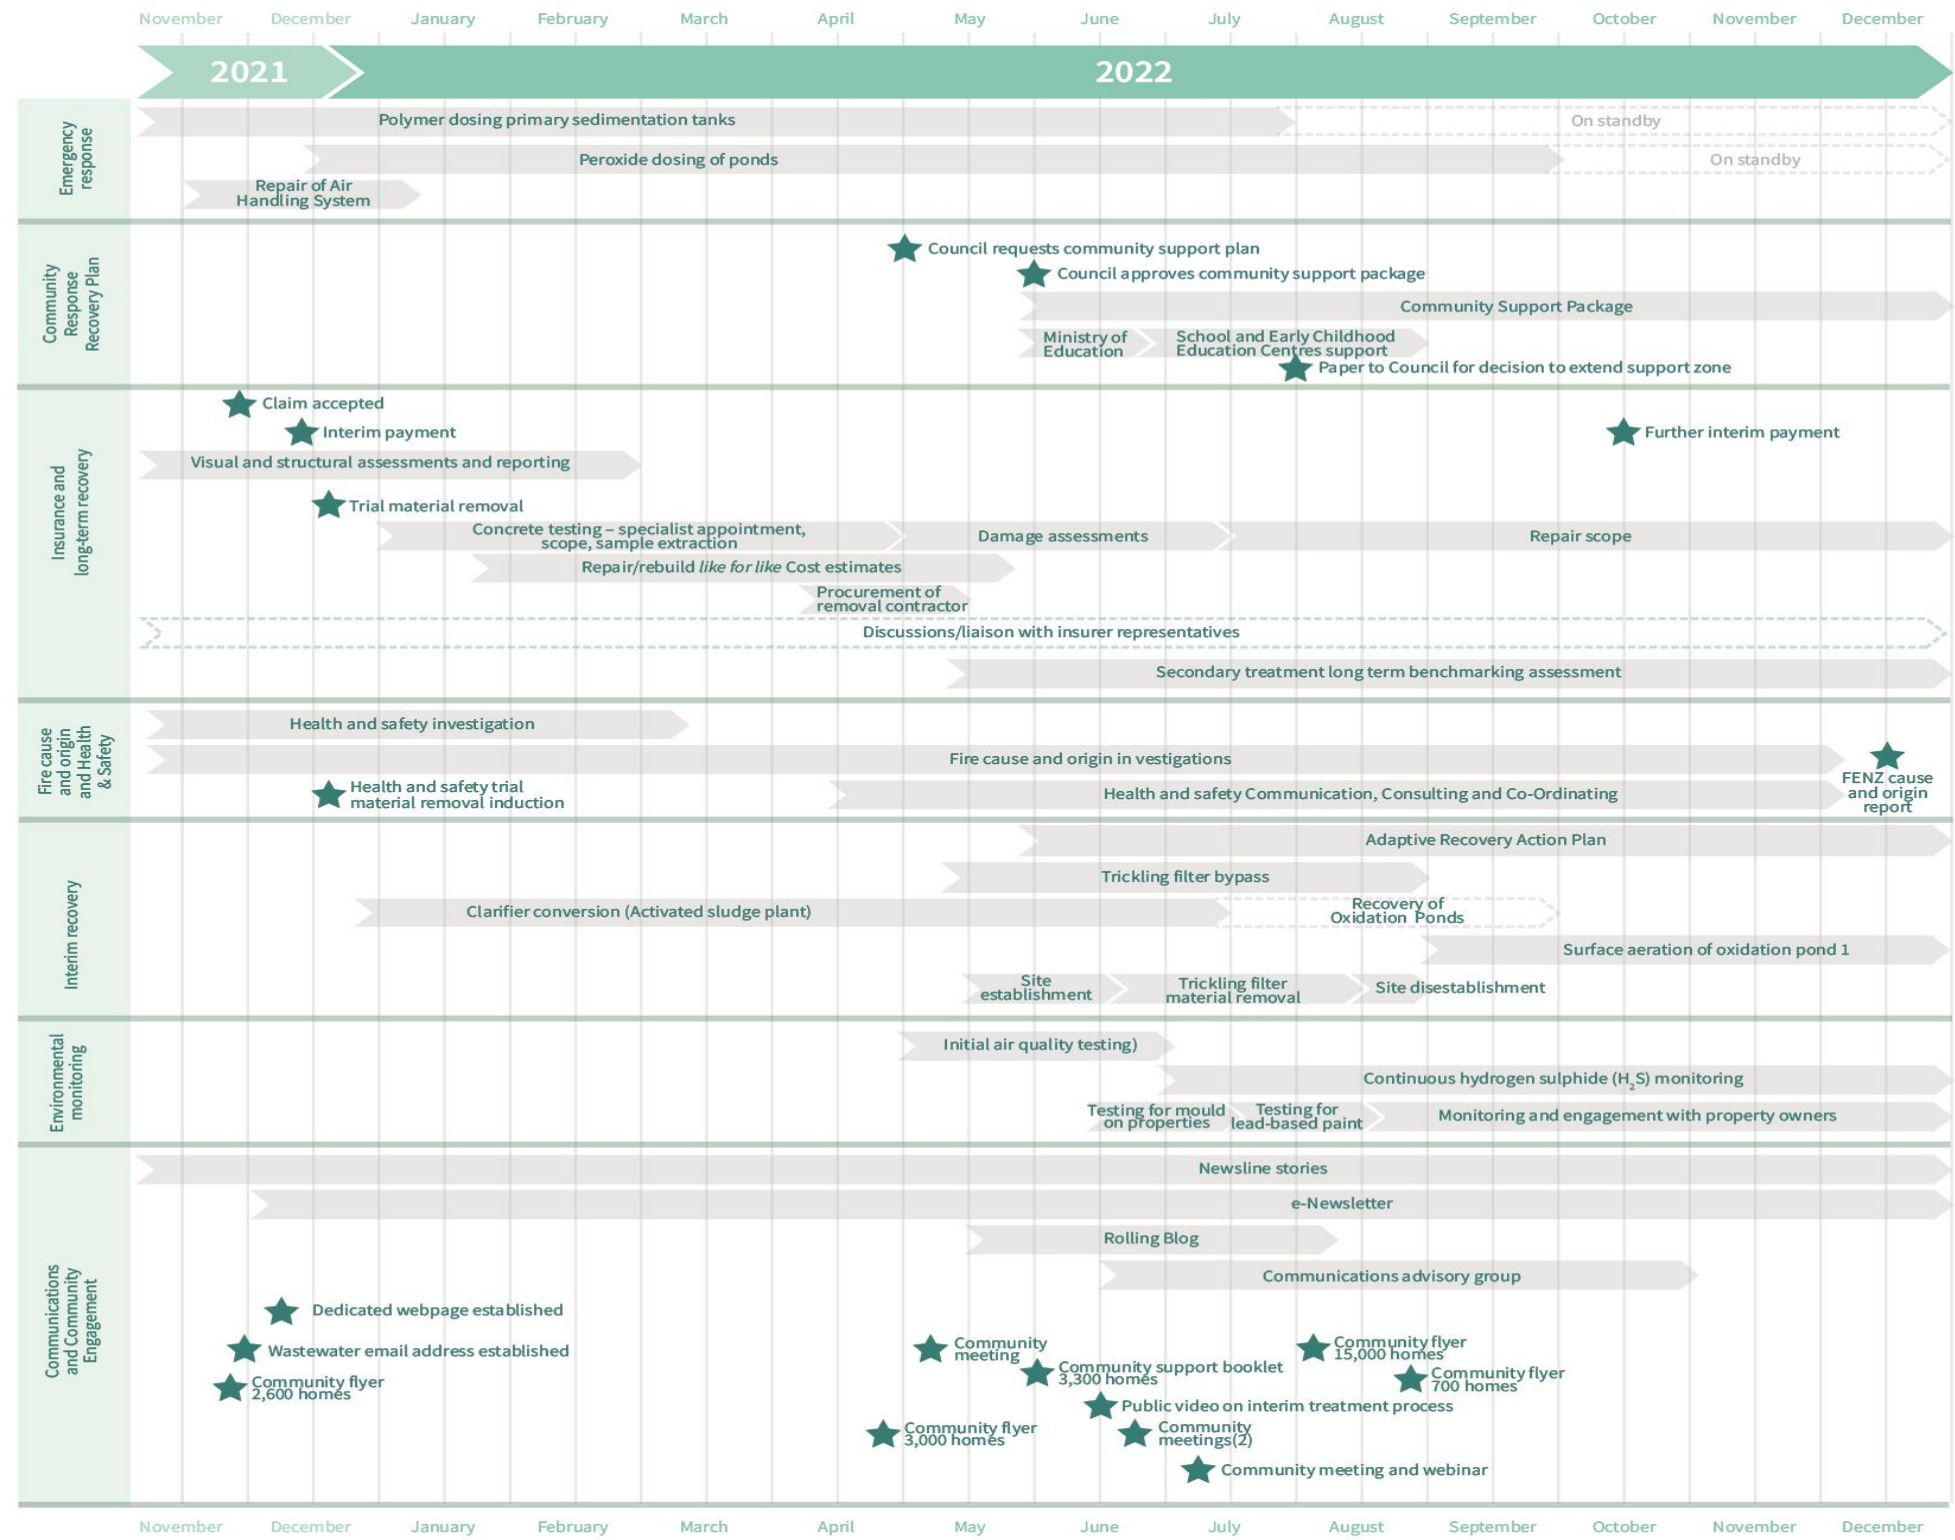 November December January February March April May June July August September October November December
2021 2022
Emergency
response
Polymer dosing primary sedimentation tanks
On standby
Peroxide dosing of ponds
On standby
Repair of Air
Handling System
Community
Response
Recovery Plan
Council requests community support plan
Council approves community support package
Community Support Package
Ministry of
Education
School and Early Childhood
Education Centres support
Paper to Council for decision to extend support zone
Insurance and
long-term recovery
Claim accepted
Interim payment
Further interim payment
Visual and structural assessments and reporting
Trial material removal
Concrete testing – specialist appointment,
scope, sample extraction
Damage assessments
Repair scope
Repair/rebuild like for like Cost estimates
Procurement of
removal contractor
Discussions/liaison with insurer representatives
Secondary treatment long term benchmarking assessment
Fire cause
and origin
and Health
& Safety
Health and safety investigation
Fire cause and origin in vestigations
FENZ cause
and origin
report
Health and safety trial
material removal induction
Health and safety Communication, Consulting and Co-Ordinating
Interim recovery
Adaptive Recovery Action Plan
Trickling filter bypass
Clarifier conversion (Activated sludge plant)
Recovery of
Oxidation Ponds
Surface aeration of oxidation pond 1
Site
establishment
Trickling filter
material removal
Site disestablishment
Environmental
monitoring
Initial air quality testing)
Continuous hydrogen sulphide (H₂S) monitoring
Testing for mould
on properties
Testing for
lead-based paint
Monitoring and engagement with property owners
Communications
and Community
Engagement
Newsline stories
e-Newsletter
Rolling Blog
Communications advisory group
Dedicated webpage established
Wastewater email address established
Community flyer
2,600 homes
Community
meeting
Community flyer
15,000 homes
Community support booklet
3,300 homes
Community flyer
700 homes
Public video on interim treatment process
Community flyer
3,000 homes
Community
meetings(2)
Community meeting and webinar
November December January February March April May June July August September October November December